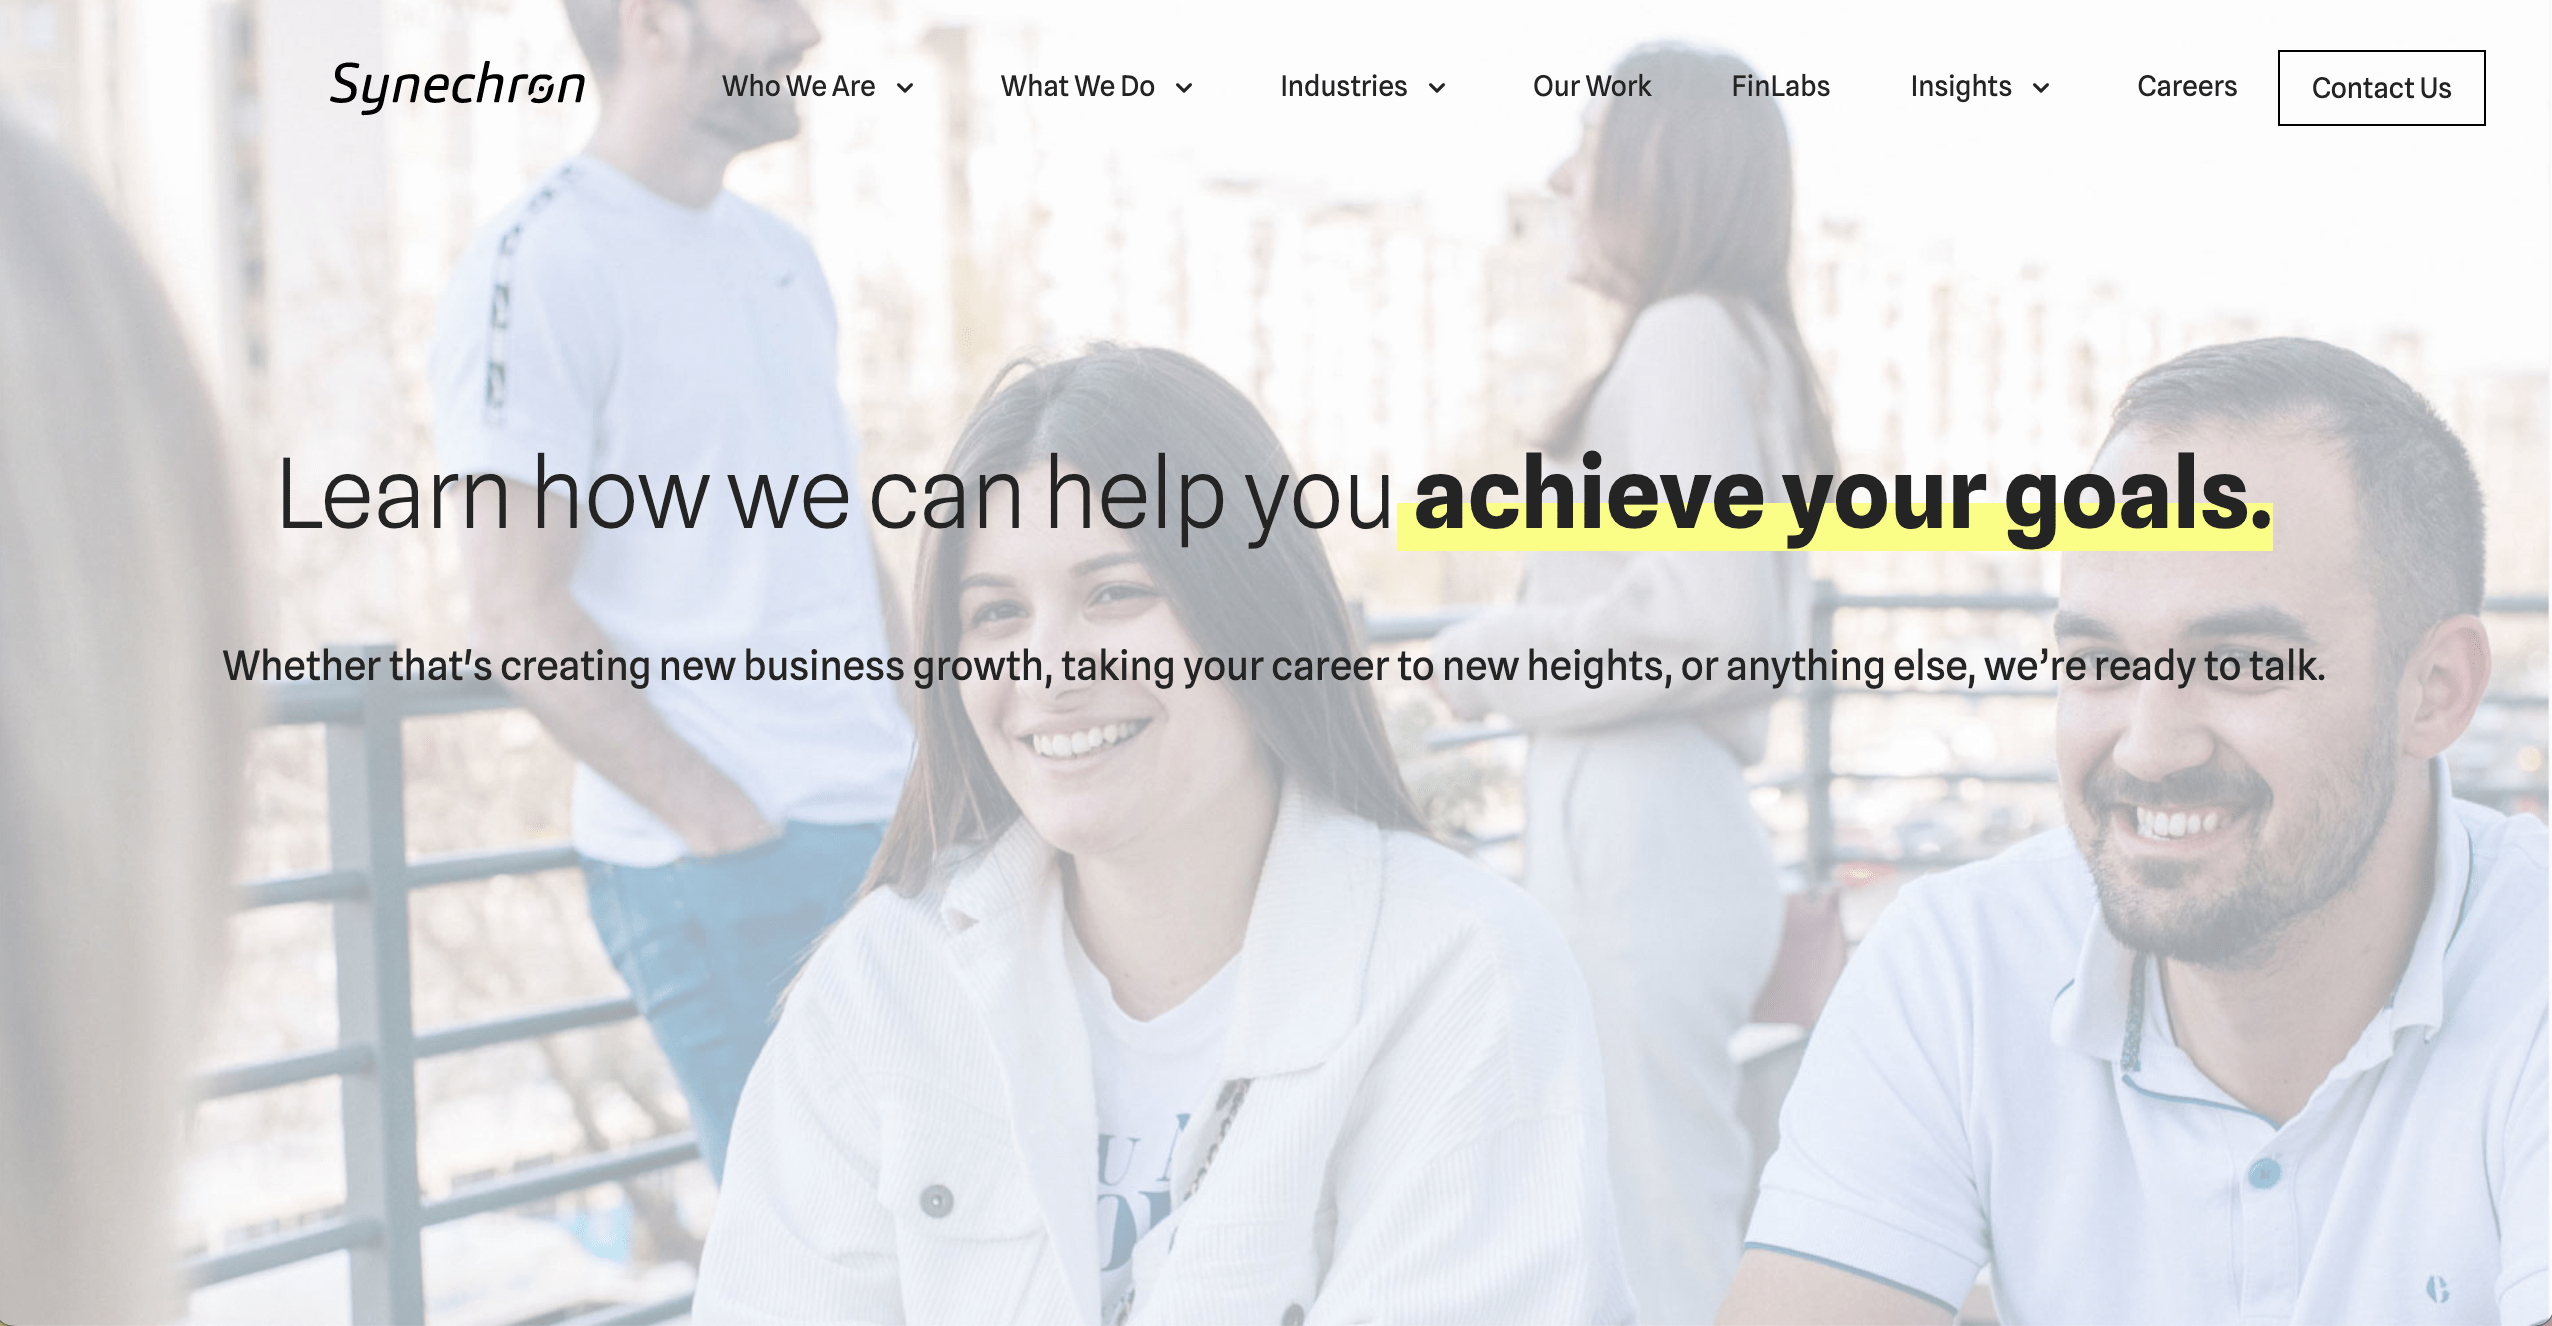 Synechron
Who We Are
What We Do
Industries
Our Work
FinLabs
Insights
Careers
Contact Us
Learn how we can help you achieve your goals.
Whether that's creating new business growth, taking your career to new heights, or anything else, we’re ready to talk.